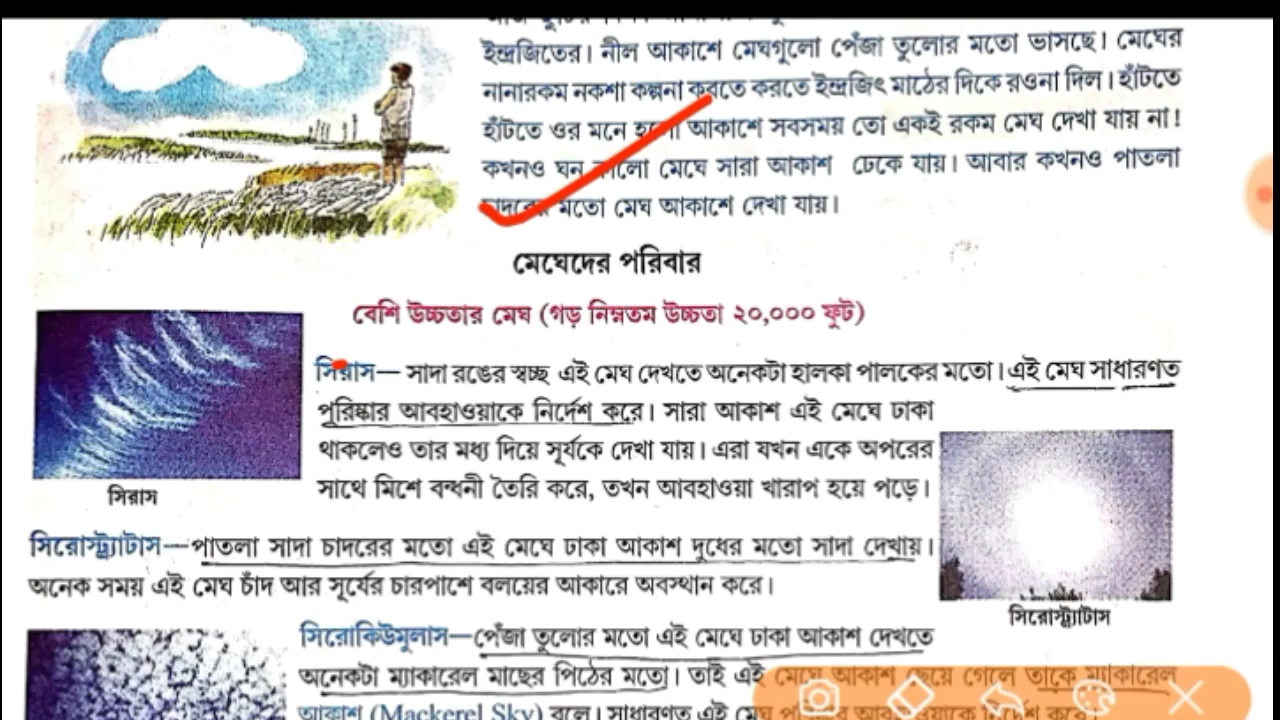 ইন্দ্রজিতের। নীল আকাশে মেঘগুলো পেঁজা তুলোর মতো ভাসছে। মেঘের
নানারকম নকশা কল্পনা করতে করতে ইন্দ্রজিৎ মাঠের দিকে রওনা দিল। হাঁটতে
হাঁটতে ওর মনে হলো আকাশে সবসময় তো একই রকম মেঘ দেখা যায় না!
কখনও ঘন কালো মেঘে সারা আকাশ ঢেকে যায়। আবার কখনও পাতলা
চাদরের মতো মেঘ আকাশে দেখা যায়।
মেঘেদের পরিবার
বেশি উচ্চতার মেঘ (গড় নিম্নতম উচ্চতা ২০,০০০ ফুট)
সিরাস— সাদা রঙের স্বচ্ছ এই মেঘ দেখতে অনেকটা হালকা পালকের মতো। এই মেঘ সাধারণত
পরিষ্কার আবহাওয়াকে নির্দেশ করে। সারা আকাশ এই মেঘে ঢাকা
থাকলেও তার মধ্য দিয়ে সূর্যকে দেখা যায়। এরা যখন একে অপরের
সাথে মিশে বন্ধনী তৈরি করে, তখন আবহাওয়া খারাপ হয়ে পড়ে।
সিরাস
সিরোস্ট্র্যাটাস—পাতলা সাদা চাদরের মতো এই মেঘে ঢাকা আকাশ দুধের মতো সাদা দেখায়।
অনেক সময় এই মেঘ চাঁদ আর সূর্যের চারপাশে বলয়ের আকারে অবস্থান করে।
সিরোস্ট্র্যাটাস
সিরোকিউমুলাস—পেঁজা তুলোর মতো এই মেঘে ঢাকা আকাশ দেখতে
অনেকটা ম্যাকারেল মাছের পিঠের মতো। তাই এই মেঘে আকাশ ছেয়ে গেলে তাকে ম্যাকারেল
আকাশ (Mackerel Sky) বলে। সাধারণত এই মেঘ